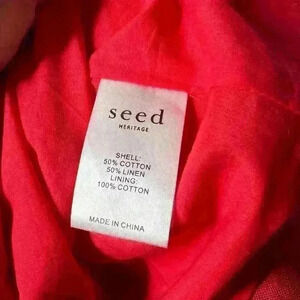 seed
HERITAGE
SHELL:
50% COTTON
50% LINEN
LINING:
100% COTTON
MADE IN CHINA